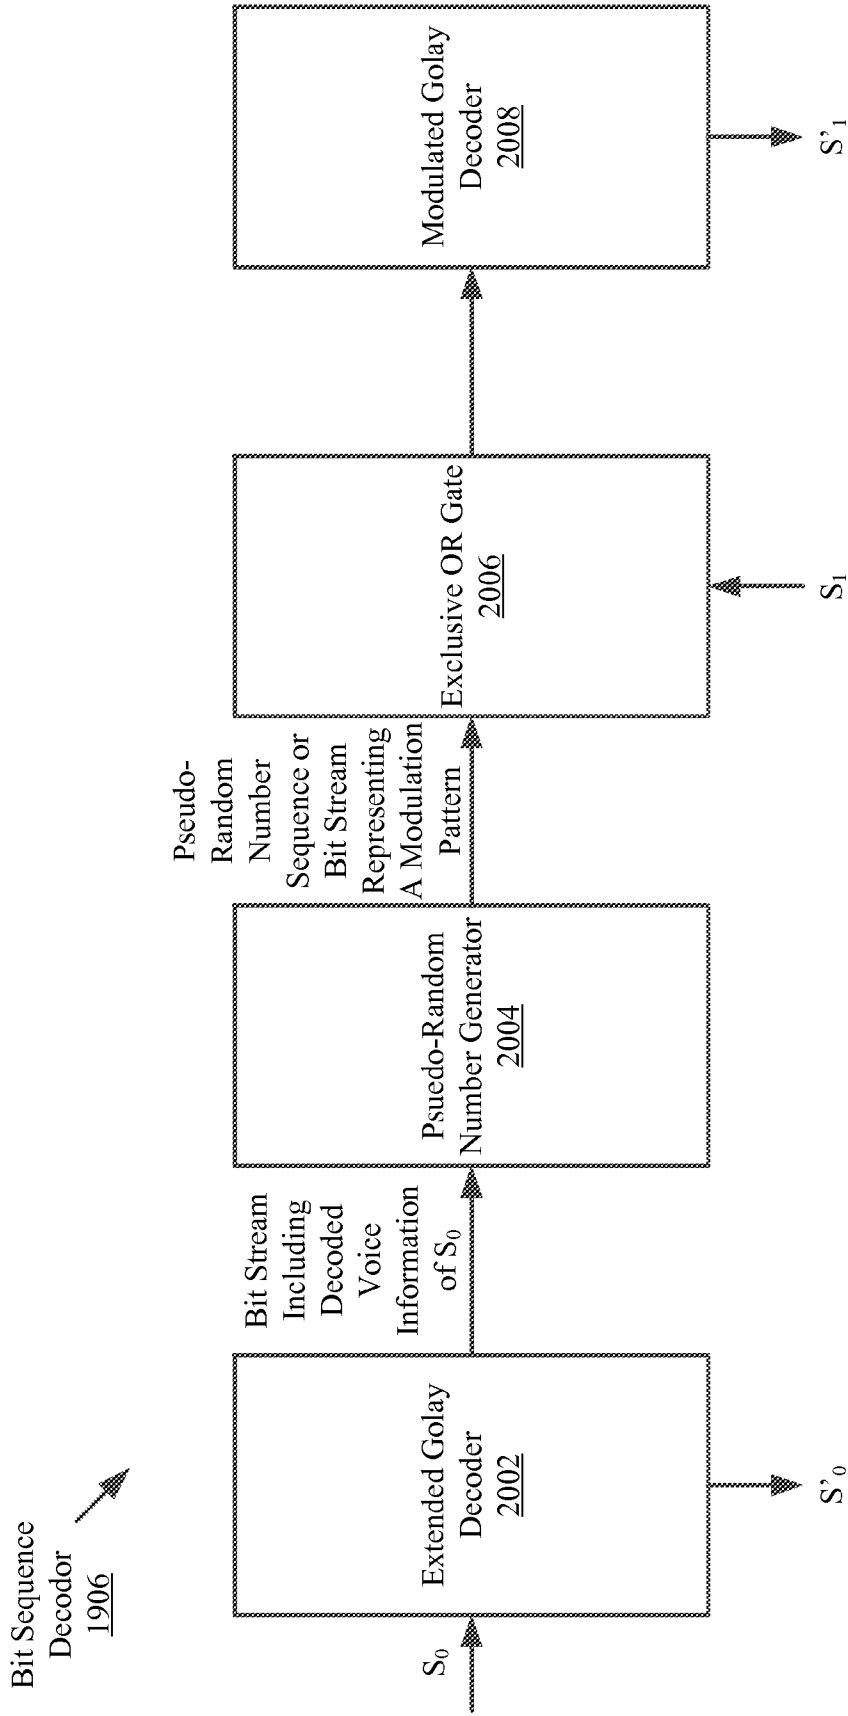 Bit Sequence
Decodor
1906
S0
Extended Golay
Decoder
2002
S'0
Bit Stream
Including
Decoded
Voice
Information
of S0
Psuedo-Random
Number Generator
2004
Pseudo-
Random
Number
Sequence or
Bit Stream
Representing
A Modulation
Pattern
Exclusive OR Gate
2006
S1
Modulated Golay
Decoder
2008
S'1